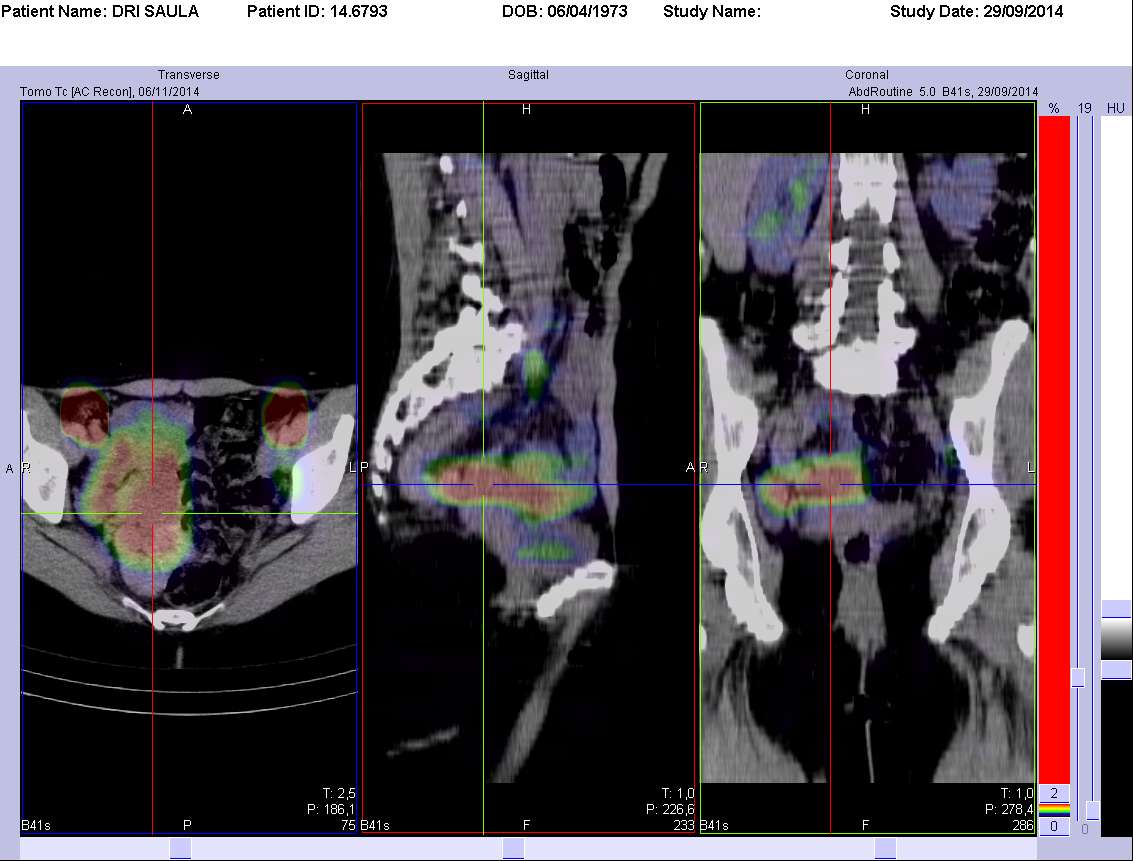 Patient Name: DRI SAULA Patient ID: 14.6793 DOB: 06/04/1973 Study Name: Study Date: 29/09/2014
Transverse Sagittal Coronal
Tomo Tc [AC Recon], 06/11/2014 AbdRoutine 5.0 B41s, 29/09/2014
A H H % 19 HU
A R L P A R L
T: 2,5 T: 1,0 T: 1,0 2
P: 186,1 P: 226,6 P: 278,4
B41s P 75 B41s F 233 B41s F 286 0 0